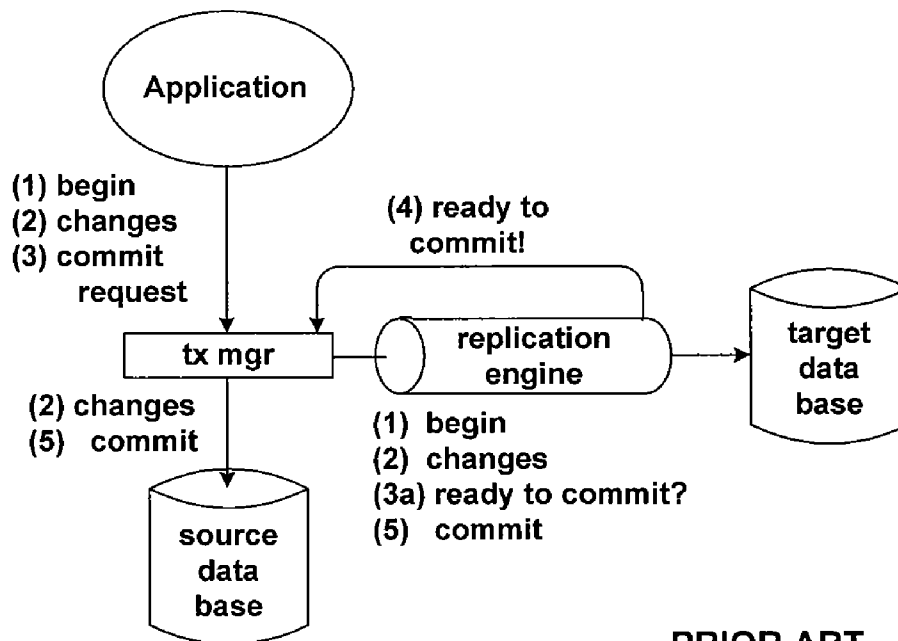 Application
(1) begin
(2) changes
(3) commit
request
(4) ready to
commit!
tx mgr
replication
engine
target
data
base
(2) changes
(5) commit
(1) begin
(2) changes
(3a) ready to commit?
(5) commit
source
data
base
PRIOR ART